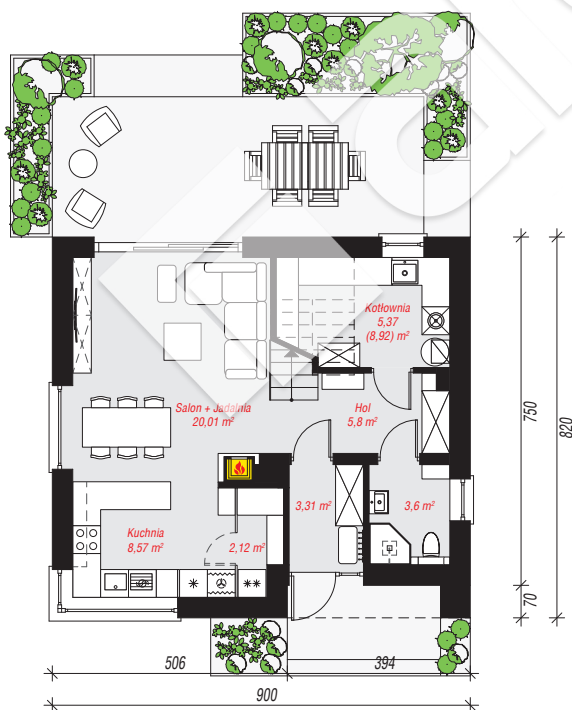 Kotłownia
5,37
(8,92) m²
Salon + Jadalnia
20,01 m²
Hol
5,8 m²
3,31 m²
3,6 m²
Kuchnia
8,57 m²
2,12 m²
750
820
70
506
394
900